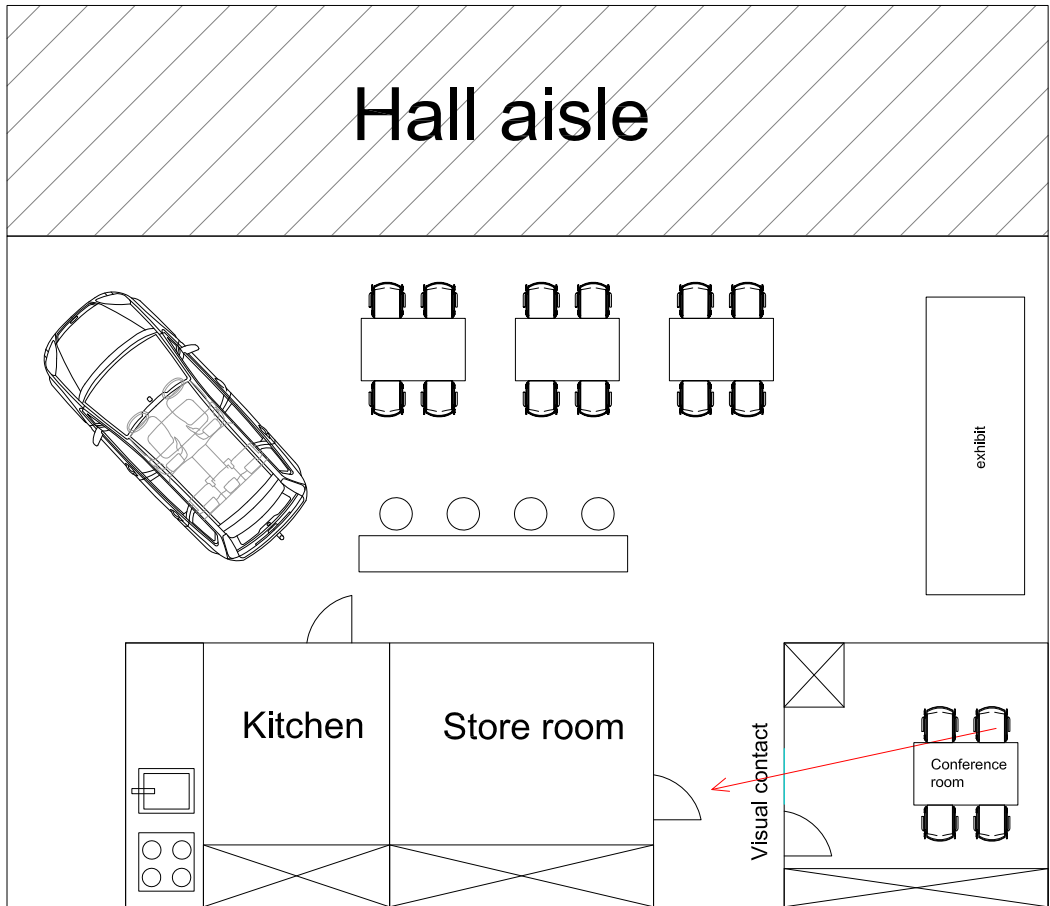 Hall aisle
exhibit
Kitchen
Store room
Visual contact
Conference
room